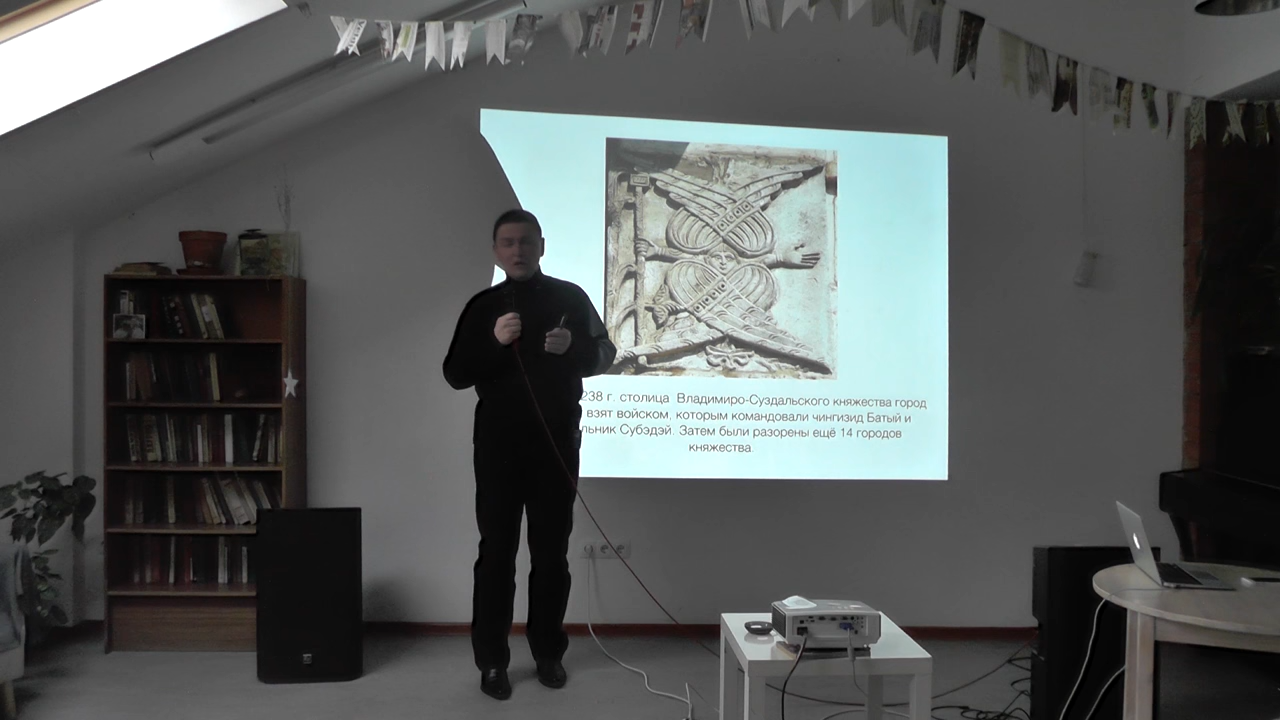 238 г. столица Владимиро-Суздальского княжества город
взят войском, которым командовали чингизид Батый и
льник Субэдэй. Затем были разорены ещё 14 городов
княжества.